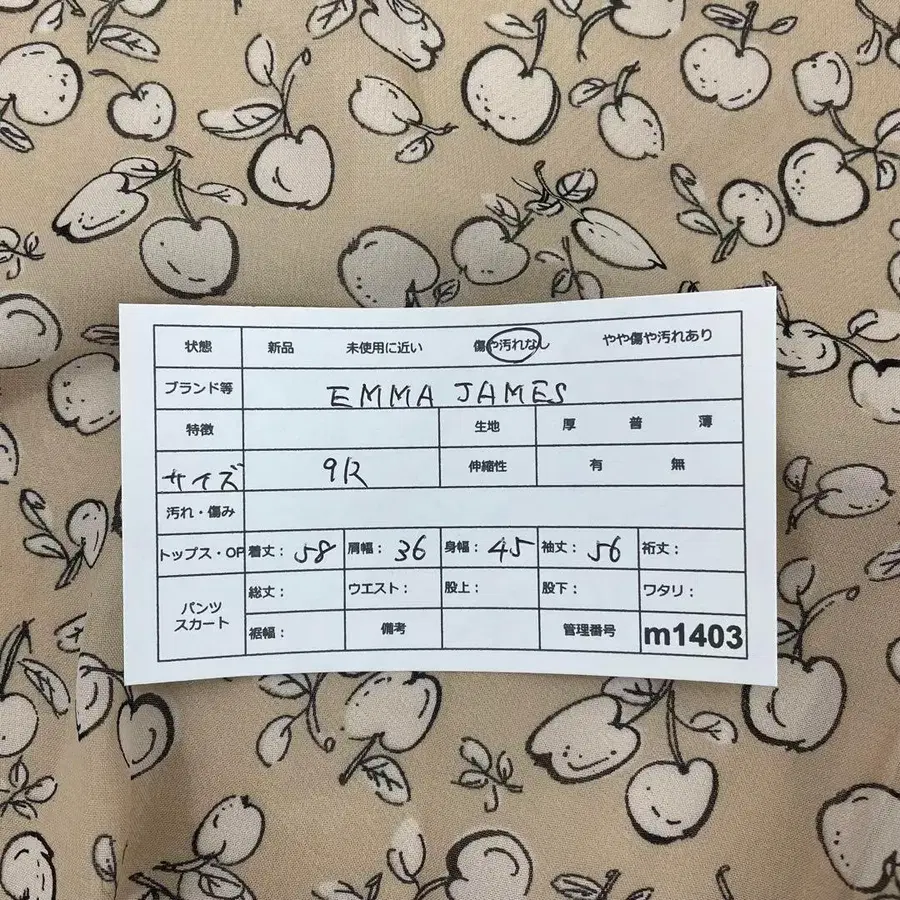 状態 新品 未使用に近い 傷や汚れなし やや傷や汚れあり
ブランド等 EMMA JAMES
特徴 生地 厚 普 薄
サイズ 9R 伸縮性 有 無
汚れ・傷み
トップス・OP 着丈： 58 肩幅： 36 身幅： 45 袖丈： 56 裄丈：
パンツ スカート 総丈： ウエスト： 股上： 股下： ワタリ：
裾幅： 備考 管理番号 m1403